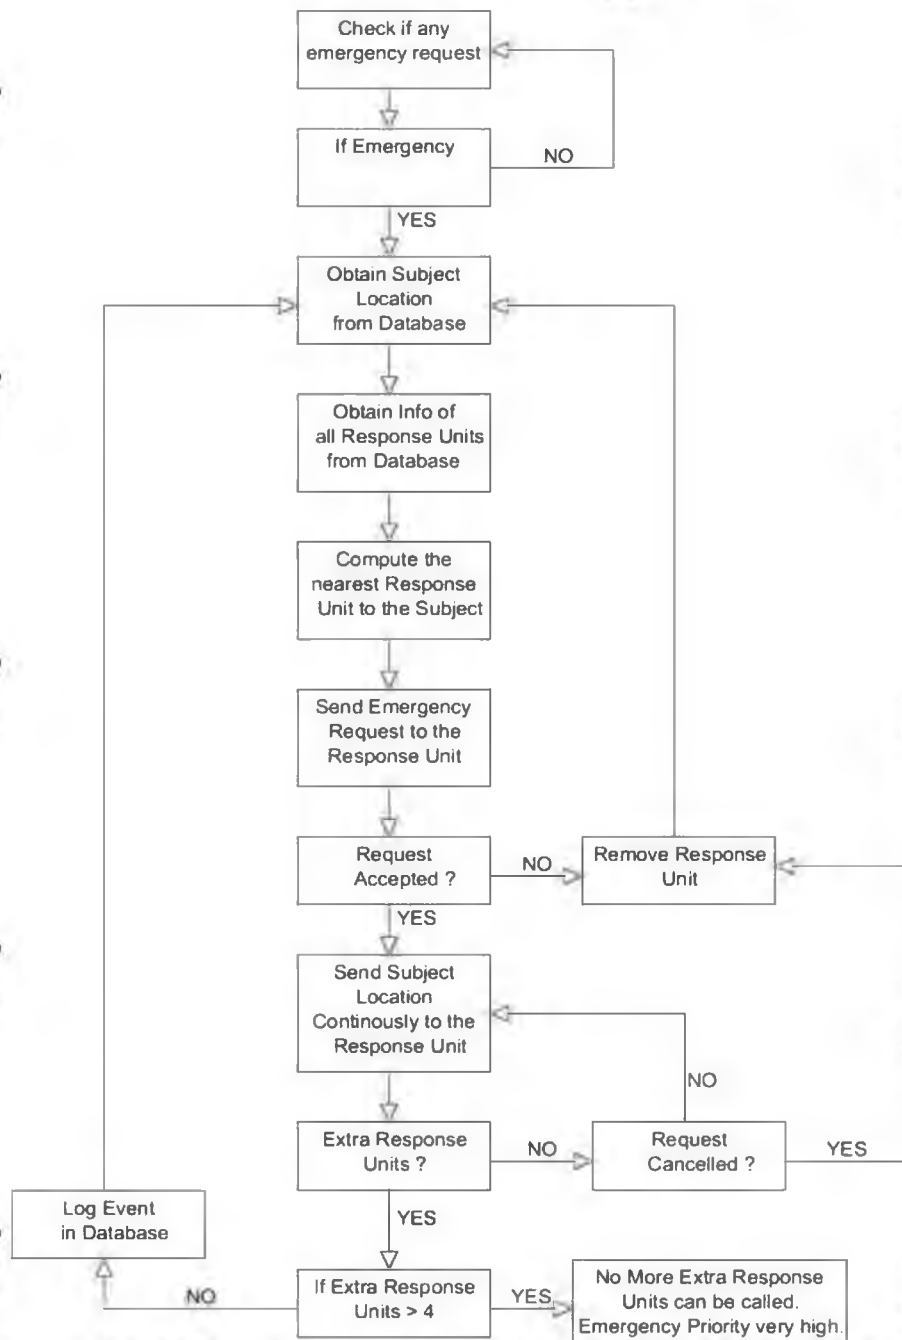 Check if any
emergency request
If Emergency
NO
YES
Obtain Subject
Location
from Database
Obtain Info of
all Response Units
from Database
Compute the
nearest Response
Unit to the Subject
Send Emergency
Request to the
Response Unit
Request
Accepted ?
NO
Remove Response
Unit
YES
Send Subject
Location
Continously to the
Response Unit
NO
Extra Response
Units ?
NO
Request
Cancelled ?
YES
Log Event
in Database
YES
NO
If Extra Response
Units > 4
YES
No More Extra Response
Units can be called.
Emergency Priority very high.